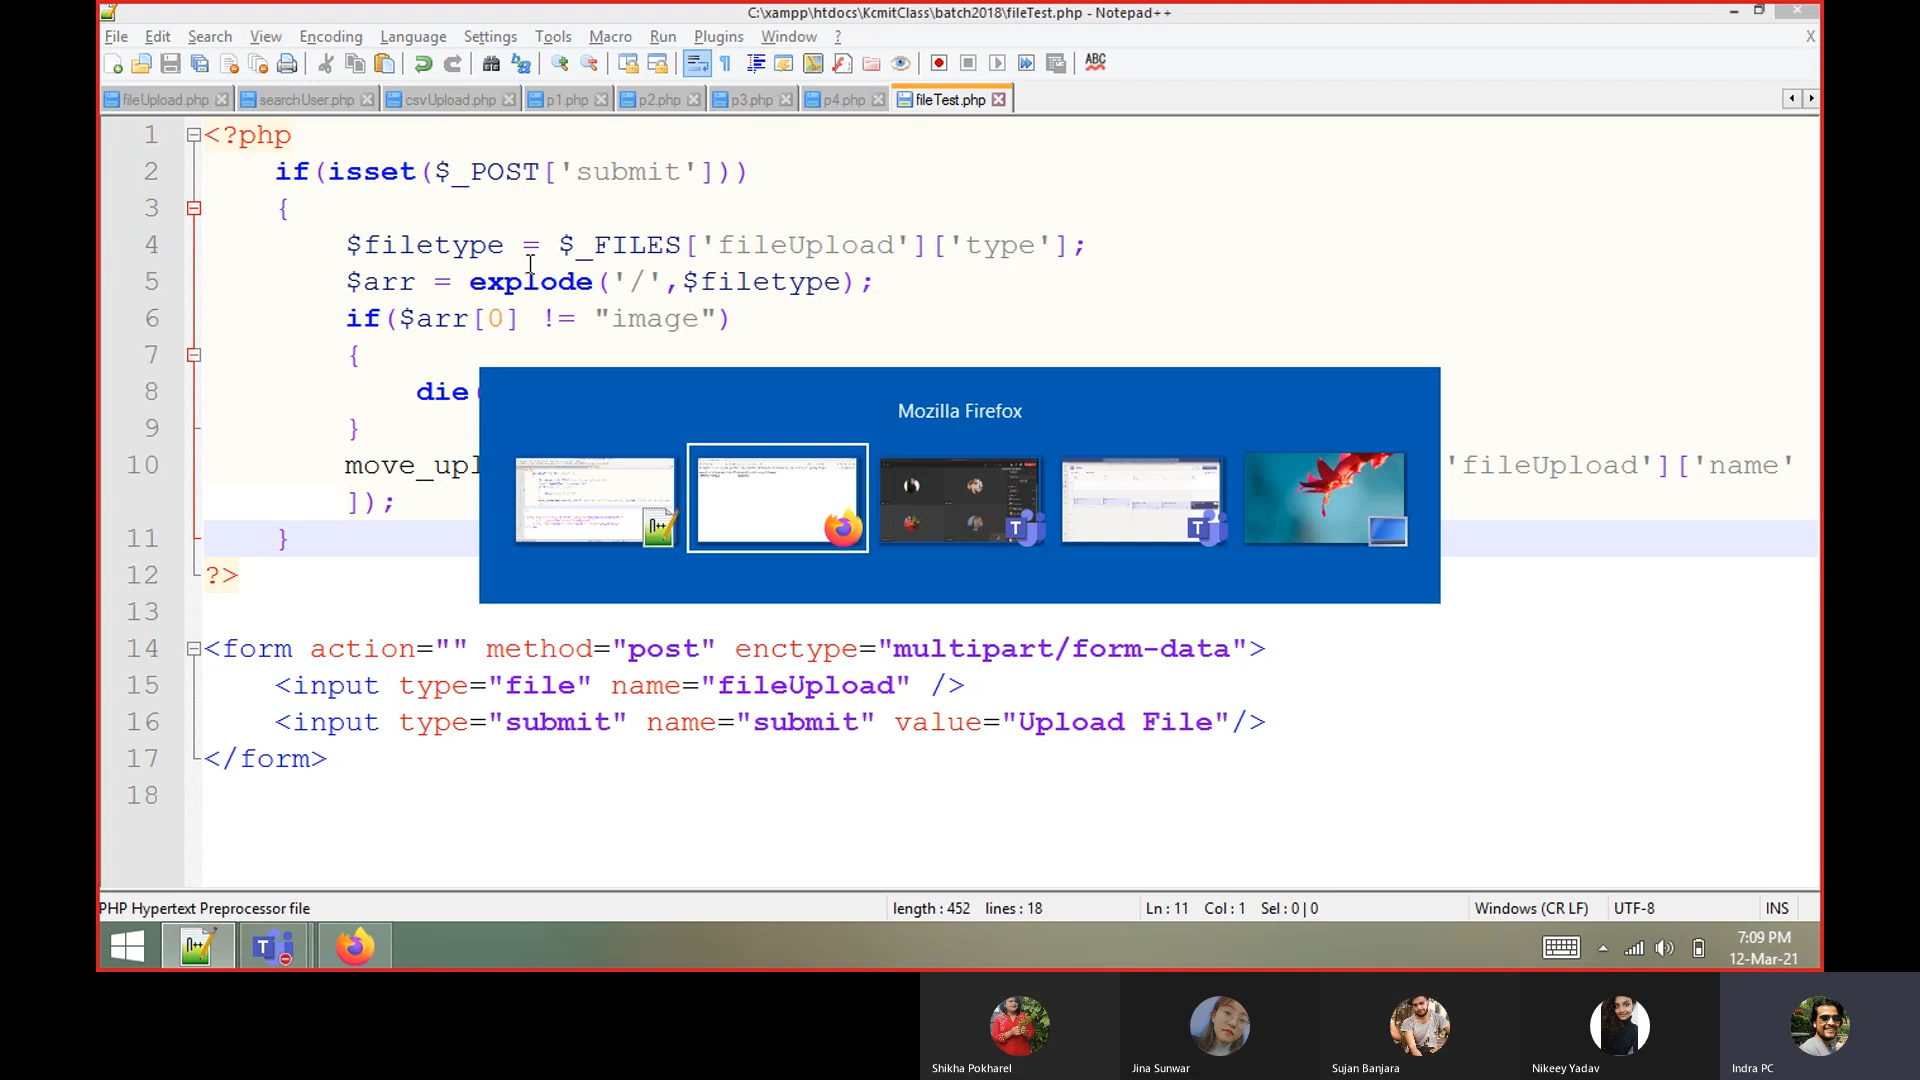 C:\xampp\htdocs\KcmitClass\batch2018\fileTest.php - Notepad++
File Edit Search View Encoding Language Settings Tools Macro Run Plugins Window ?
X
ABC
fileUpload.php searchUser.php csvUpload.php p1.php p2.php p3.php p4.php fileTest.php
1 <?php
2 if(isset($_POST['submit']))
3 {
4 $filetype = $_FILES['fileUpload']['type'];
5 $arr = explode('/',$filetype);
6 if($arr[0] != "image")
7 {
8 die
9 }
10 move_upl 'fileUpload']['name'
]);
11 }
12 ?>
13
14 <form action="" method="post" enctype="multipart/form-data">
15 <input type="file" name="fileUpload" />
16 <input type="submit" name="submit" value="Upload File"/>
17 </form>
18
Mozilla Firefox
PHP Hypertext Preprocessor file length : 452 lines : 18 Ln : 11 Col : 1 Sel : 0 | 0 Windows (CR LF) UTF-8 INS
7:09 PM
12-Mar-21
Shikha Pokharel Jina Sunwar Sujan Banjara Nikeey Yadav Indra PC